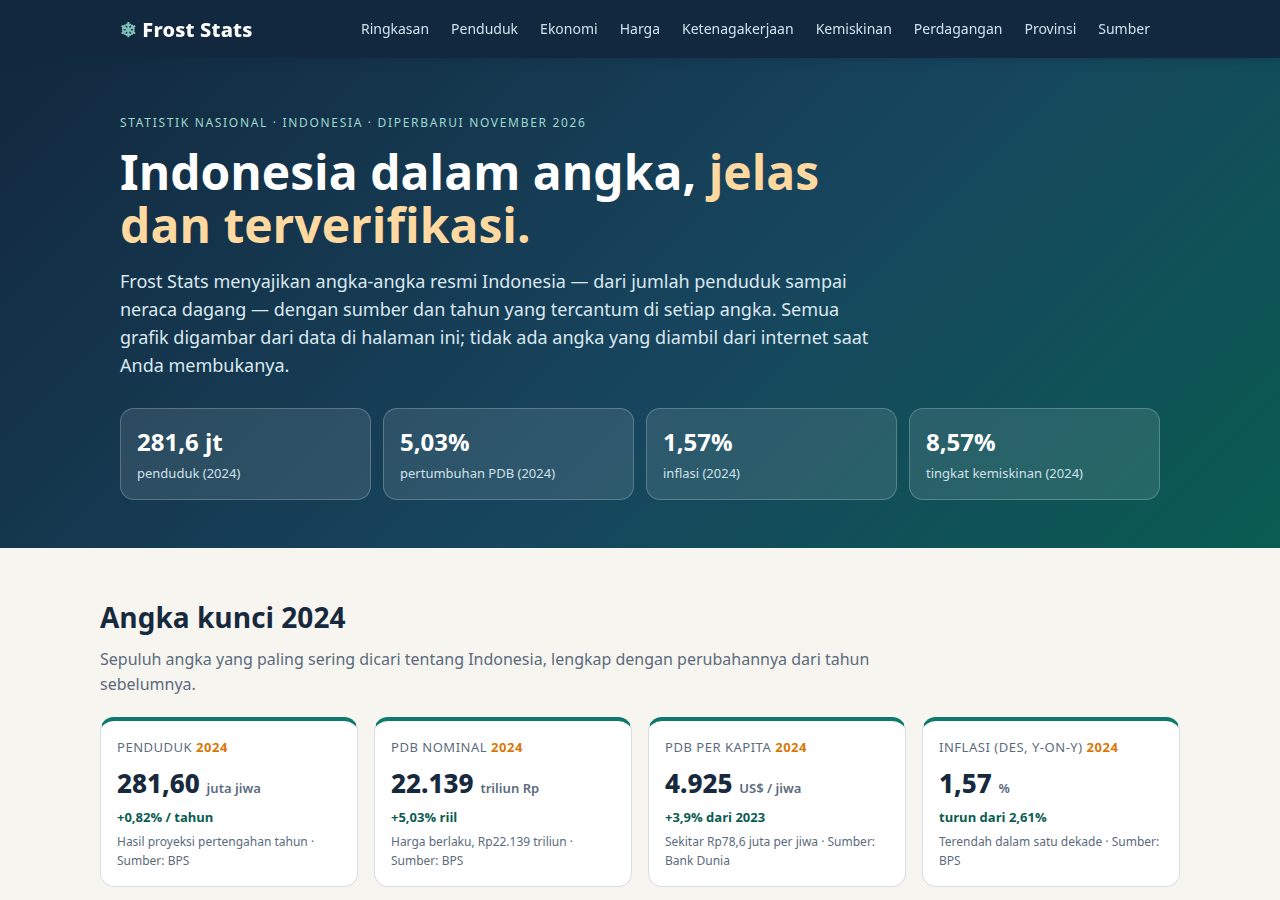 ❄ Frost Stats
Ringkasan Penduduk Ekonomi Harga Ketenagakerjaan Kemiskinan Perdagangan Provinsi Sumber
STATISTIK NASIONAL · INDONESIA · DIPERBARUI NOVEMBER 2026
Indonesia dalam angka, jelas
dan terverifikasi.
Frost Stats menyajikan angka-angka resmi Indonesia — dari jumlah penduduk sampai
neraca dagang — dengan sumber dan tahun yang tercantum di setiap angka. Semua
grafik digambar dari data di halaman ini; tidak ada angka yang diambil dari internet saat
Anda membukanya.
281,6 jt
penduduk (2024)
5,03%
pertumbuhan PDB (2024)
1,57%
inflasi (2024)
8,57%
tingkat kemiskinan (2024)
Angka kunci 2024
Sepuluh angka yang paling sering dicari tentang Indonesia, lengkap dengan perubahannya dari tahun
sebelumnya.
PENDUDUK 2024
281,60 juta jiwa
+0,82% / tahun
Hasil proyeksi pertengahan tahun ·
Sumber: BPS
PDB NOMINAL 2024
22.139 triliun Rp
+5,03% riil
Harga berlaku, Rp22.139 triliun ·
Sumber: BPS
PDB PER KAPITA 2024
4.925 US$ / jiwa
+3,9% dari 2023
Sekitar Rp78,6 juta per jiwa · Sumber:
Bank Dunia
INFLASI (DES, Y-ON-Y) 2024
1,57 %
turun dari 2,61%
Terendah dalam satu dekade · Sumber:
BPS